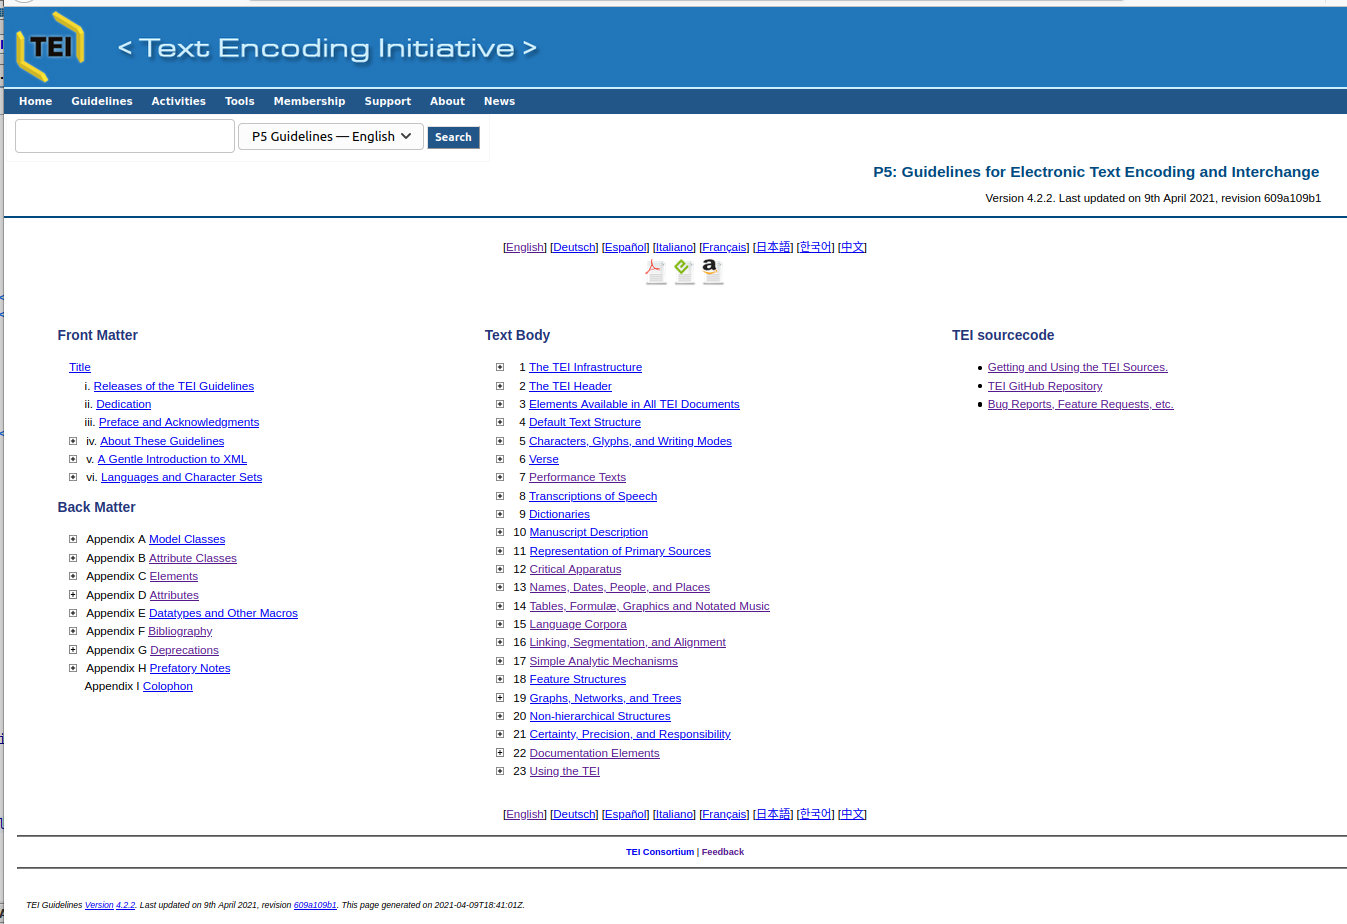 TEI < Text Encoding Initiative >
Home Guidelines Activities Tools Membership Support About News
P5 Guidelines — English Search
P5: Guidelines for Electronic Text Encoding and Interchange
Version 4.2.2. Last updated on 9th April 2021, revision 609a109b1
[English] [Deutsch] [Español] [Italiano] [Français] [日本語] [한국어] [中文]
Front Matter
Title
i. Releases of the TEI Guidelines
ii. Dedication
iii. Preface and Acknowledgments
iv. About These Guidelines
v. A Gentle Introduction to XML
vi. Languages and Character Sets
Back Matter
Appendix A Model Classes
Appendix B Attribute Classes
Appendix C Elements
Appendix D Attributes
Appendix E Datatypes and Other Macros
Appendix F Bibliography
Appendix G Deprecations
Appendix H Prefatory Notes
Appendix I Colophon
Text Body
1 The TEI Infrastructure
2 The TEI Header
3 Elements Available in All TEI Documents
4 Default Text Structure
5 Characters, Glyphs, and Writing Modes
6 Verse
7 Performance Texts
8 Transcriptions of Speech
9 Dictionaries
10 Manuscript Description
11 Representation of Primary Sources
12 Critical Apparatus
13 Names, Dates, People, and Places
14 Tables, Formulæ, Graphics and Notated Music
15 Language Corpora
16 Linking, Segmentation, and Alignment
17 Simple Analytic Mechanisms
18 Feature Structures
19 Graphs, Networks, and Trees
20 Non-hierarchical Structures
21 Certainty, Precision, and Responsibility
22 Documentation Elements
23 Using the TEI
TEI sourcecode
• Getting and Using the TEI Sources.
• TEI GitHub Repository
• Bug Reports, Feature Requests, etc.
[English] [Deutsch] [Español] [Italiano] [Français] [日本語] [한국어] [中文]
TEI Consortium | Feedback
TEI Guidelines Version 4.2.2. Last updated on 9th April 2021, revision 609a109b1. This page generated on 2021-04-09T18:41:01Z.